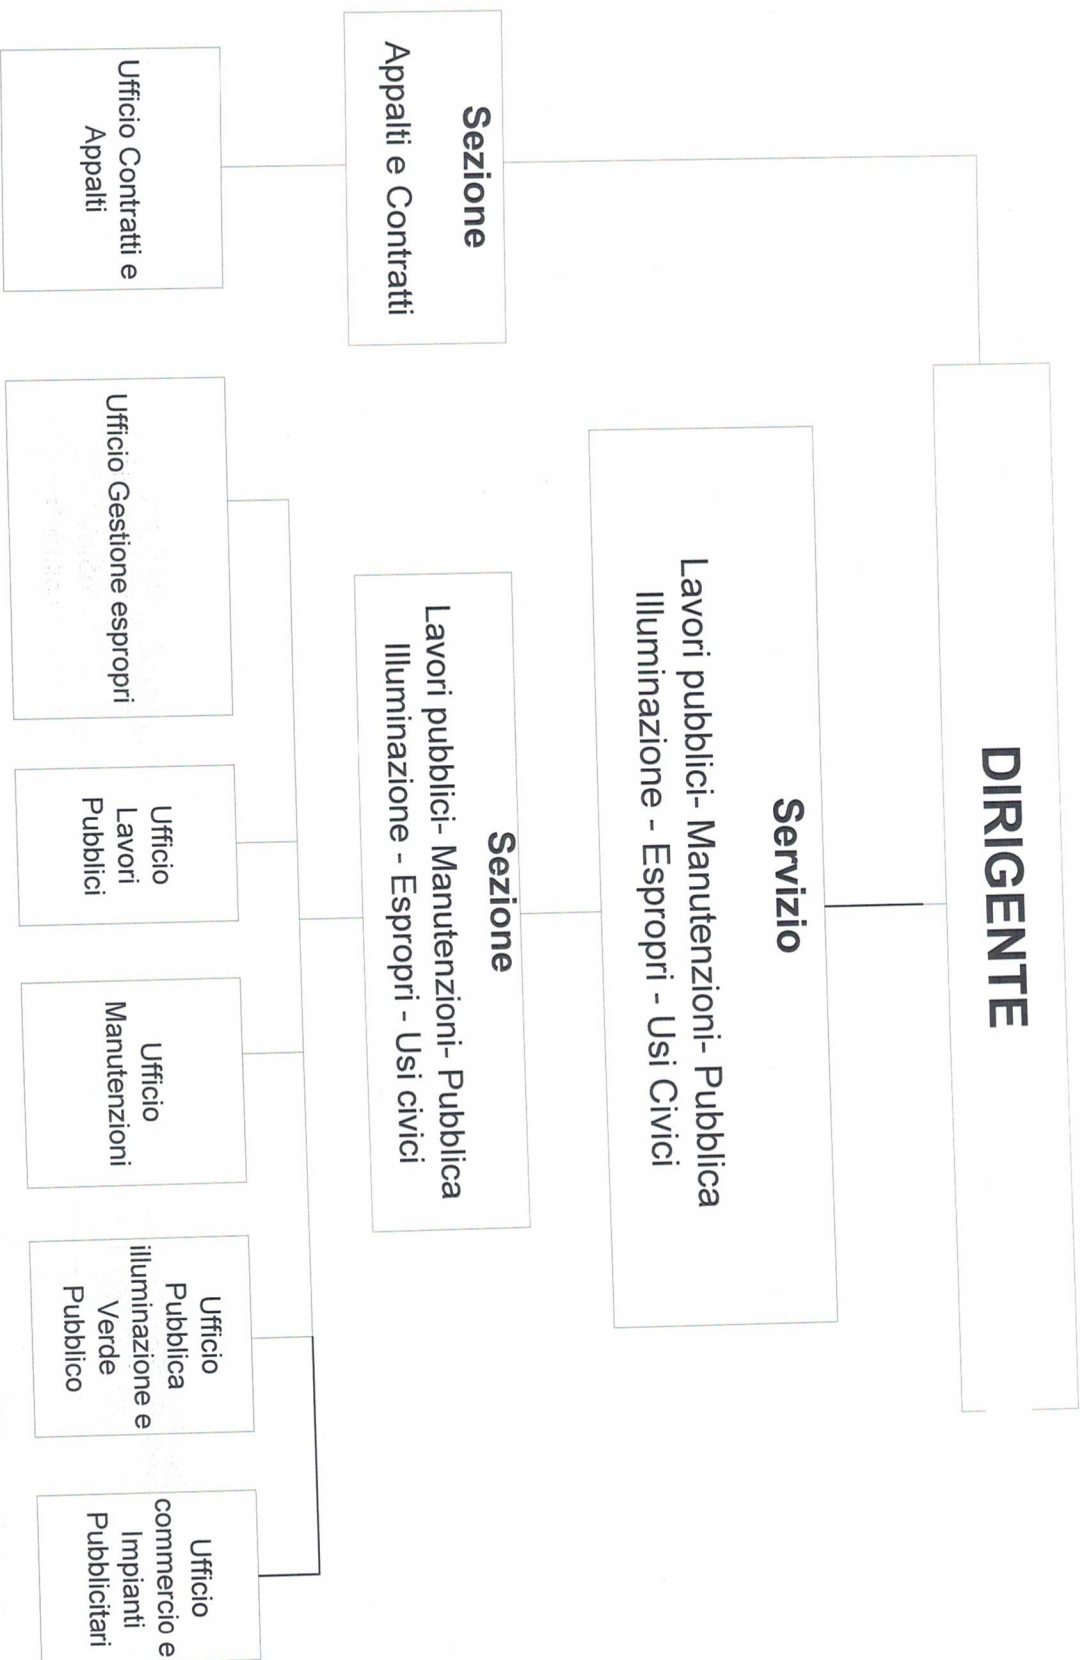 DIRIGENTE
Servizio
Lavori pubblici- Manutenzioni- Pubblica
Illuminazione - Espropri - Usi Civici
Sezione
Appalti e Contratti
Sezione
Lavori pubblici- Manutenzioni- Pubblica
Illuminazione - Espropri - Usi civici
Ufficio Contratti e
Appalti
Ufficio Gestione espropri
Ufficio
Lavori
Pubblici
Ufficio
Manutenzioni
Ufficio
Pubblica
illuminazione e
Verde
Pubblico
Ufficio
commercio e
Impianti
Pubblicitari